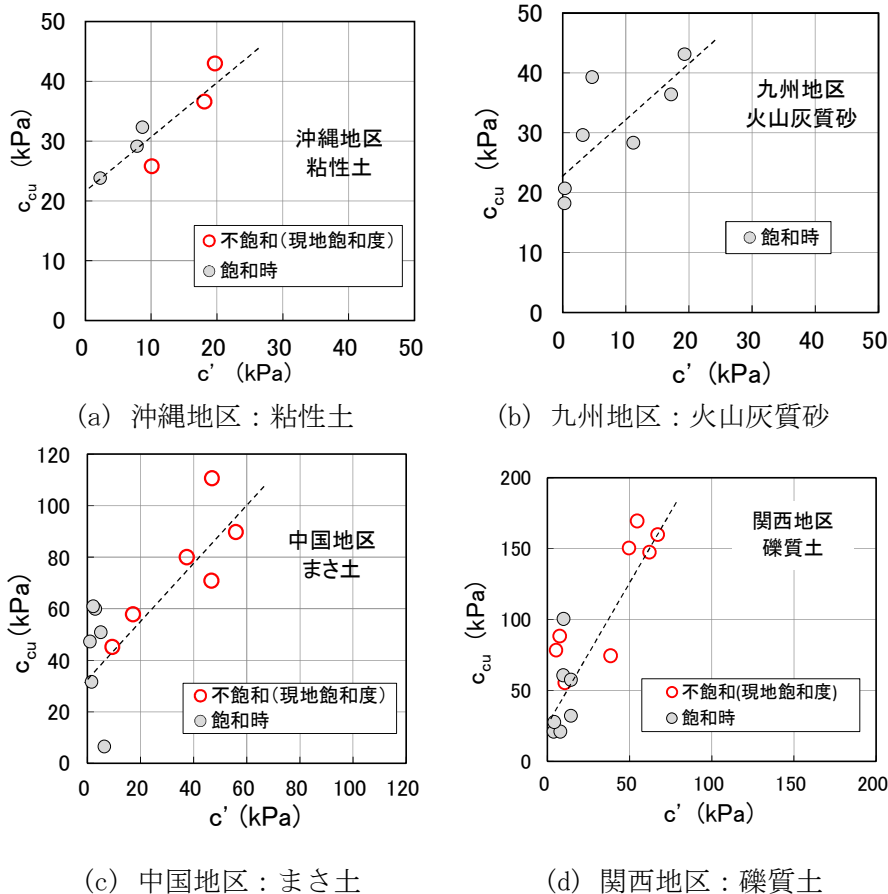 50
40
30
20
10
0
c_cu (kPa)
沖縄地区
粘性土
不飽和(現地飽和度)
飽和時
0 10 20 30 40 50
c' (kPa)
(a) 沖縄地区：粘性土
50
40
30
20
10
0
c_cu (kPa)
九州地区
火山灰質砂
飽和時
0 10 20 30 40 50
c' (kPa)
(b) 九州地区：火山灰質砂
120
100
80
60
40
20
0
c_cu (kPa)
中国地区
まさ土
不飽和(現地飽和度)
飽和時
0 20 40 60 80 100 120
c' (kPa)
(c) 中国地区：まさ土
200
150
100
50
0
c_cu (kPa)
関西地区
礫質土
不飽和(現地飽和度)
飽和時
0 50 100 150 200
c' (kPa)
(d) 関西地区：礫質土